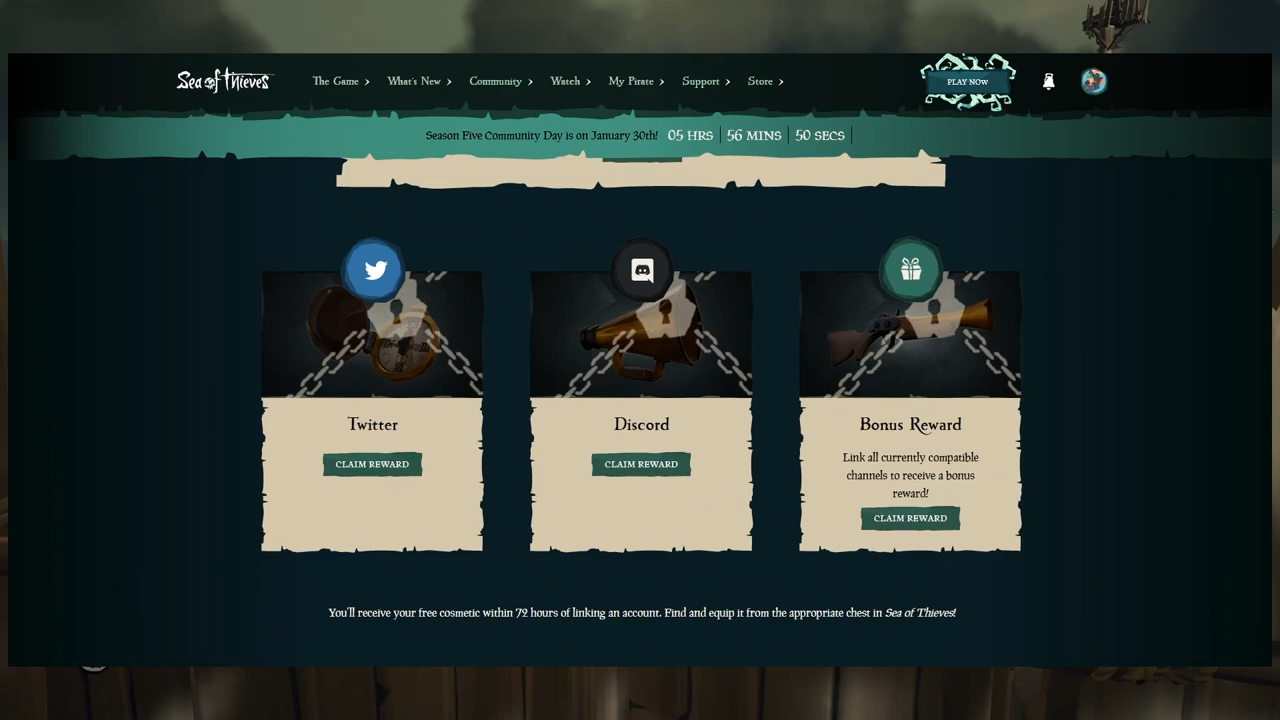 Sea of Thieves
The Game What's New Community Watch My Pirate Support Store
PLAY NOW
Season Five Community Day is on January 30th! 05 HRS 56 MINS 50 SECS
Twitter
CLAIM REWARD
Discord
CLAIM REWARD
Bonus Reward
Link all currently compatible
channels to receive a bonus
reward!
CLAIM REWARD
You'll receive your free cosmetic within 72 hours of linking an account. Find and equip it from the appropriate chest in Sea of Thieves!